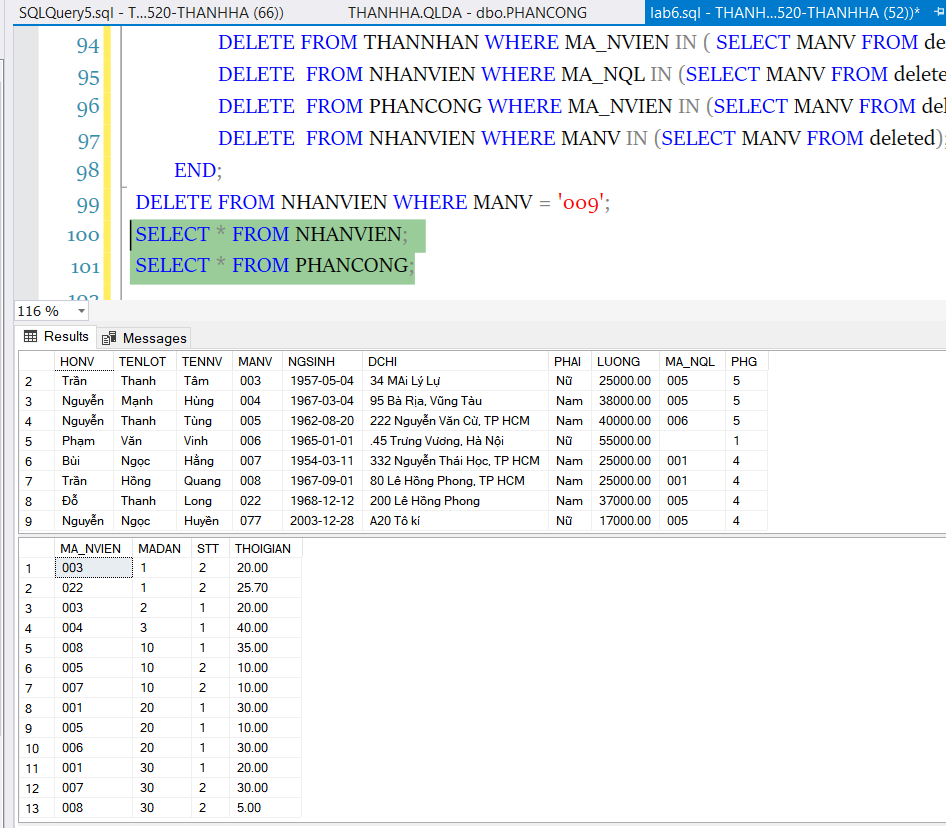 SQLQuery5.sql - T...520-THANHHA (66)) THANHHA.QLDA - dbo.PHANCONG lab6.sql - THANH...520-THANHHA (52))*
94 DELETE FROM THANNHAN WHERE MA_NVIEN IN ( SELECT MANV FROM de
95 DELETE FROM NHANVIEN WHERE MA_NQL IN (SELECT MANV FROM delete
96 DELETE FROM PHANCONG WHERE MA_NVIEN IN (SELECT MANV FROM del
97 DELETE FROM NHANVIEN WHERE MANV IN (SELECT MANV FROM deleted);
98 END;
99 DELETE FROM NHANVIEN WHERE MANV = '009';
100 SELECT * FROM NHANVIEN;
101 SELECT * FROM PHANCONG;
102
116 %
Results Messages
HONV TENLOT TENNV MANV NGSINH DCHI PHAI LUONG MA_NQL PHG
2 Trần Thanh Tâm 003 1957-05-04 34 MAi Lý Lự Nữ 25000.00 005 5
3 Nguyễn Mạnh Hùng 004 1967-03-04 95 Bà Rịa, Vũng Tàu Nam 38000.00 005 5
4 Nguyễn Thanh Tùng 005 1962-08-20 222 Nguyễn Văn Cừ, TP HCM Nam 40000.00 006 5
5 Phạm Văn Vinh 006 1965-01-01 .45 Trưng Vương, Hà Nội Nữ 55000.00 1
6 Bùi Ngọc Hằng 007 1954-03-11 332 Nguyễn Thái Học, TP HCM Nam 25000.00 001 4
7 Trần Hồng Quang 008 1967-09-01 80 Lê Hồng Phong, TP HCM Nam 25000.00 001 4
8 Đỗ Thanh Long 022 1968-12-12 200 Lê Hồng Phong Nam 37000.00 005 4
9 Nguyễn Ngọc Huyền 077 2003-12-28 A20 Tô kí Nữ 17000.00 005 4
MA_NVIEN MADAN STT THOIGIAN
1 003 1 2 20.00
2 022 1 2 25.70
3 003 2 1 20.00
4 004 3 1 40.00
5 008 10 1 35.00
6 005 10 2 10.00
7 007 10 2 10.00
8 001 20 1 30.00
9 005 20 1 10.00
10 006 20 1 30.00
11 001 30 1 20.00
12 007 30 2 30.00
13 008 30 2 5.00